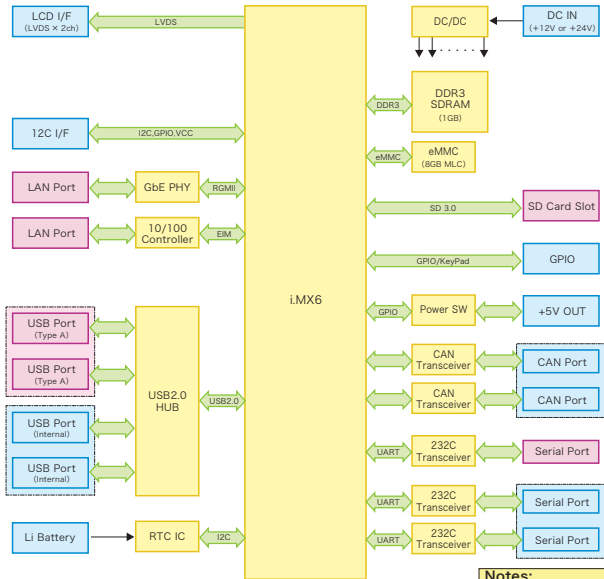 LCD I/F
(LVDS × 2ch)
LVDS
DC/DC
DC IN
(+12V or +24V)
DDR3
DDR3
SDRAM
(1GB)
12C I/F
I2C,GPIO,VCC
eMMC
eMMC
(8GB MLC)
LAN Port
GbE PHY
RGMII
SD 3.0
SD Card Slot
LAN Port
10/100
Controller
EIM
GPIO/KeyPad
GPIO
i.MX6
GPIO
Power SW
+5V OUT
USB Port
(Type A)
USB Port
(Type A)
USB2.0
HUB
USB2.0
USB Port
(Internal)
USB Port
(Internal)
CAN
Transceiver
CAN Port
CAN
Transceiver
CAN Port
UART
232C
Transceiver
Serial Port
UART
232C
Transceiver
Serial Port
Li Battery
RTC IC
I2C
UART
232C
Transceiver
Serial Port
Notes: